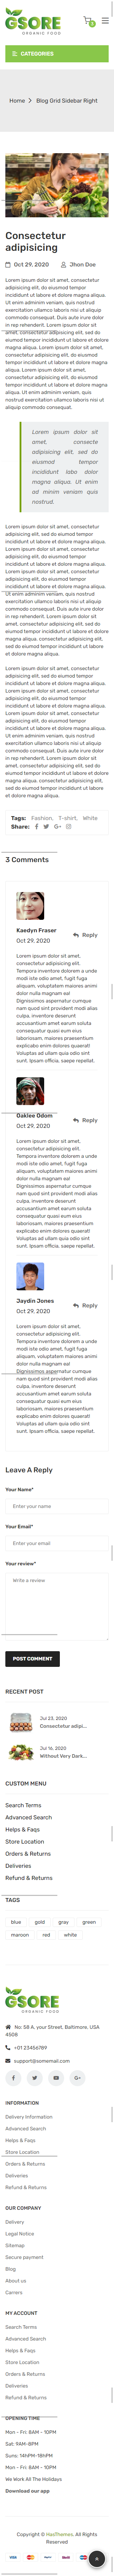 GSORE
ORGANIC FOOD
0
CATEGORIES
Home > Blog Grid Sidebar Right
Consectetur
adipisicing
Oct 29, 2020 Jhon Doe
Lorem ipsum dolor sit amet, consectetur
adipisicing elit, do eiusmod tempor
incididunt ut labore et dolore magna aliqua.
Ut enim adminim veniam, quis nostrud
exercitation ullamco laboris nisi ut aliquip
commodo consequat. Duis aute irure dolor
in rep rehenderit. Lorem ipsum dolor sit
amet, consectetur adipisicing elit, sed do
eiusmod tempor incididunt ut labore et dolore
magna aliqua. Lorem ipsum dolor sit amet,
consectetur adipisicing elit, do eiusmod
tempor incididunt ut labore et dolore magna
aliqua. Lorem ipsum dolor sit amet,
consectetur adipisicing elit, do eiusmod
tempor incididunt ut labore et dolore magna
aliqua. Ut enim adminim veniam, quis
nostrud exercitation ullamco laboris nisi ut
aliquip commodo consequat.
Lorem ipsum dolor sit
amet, consecte
adipisicing elit, sed do
eiusmod tempor
incididunt labo dolor
magna aliqua. Ut enim
ad minim veniam quis
nostrud.
Lorem ipsum dolor sit amet, consectetur
adipisicing elit, sed do eiusmod tempor
incididunt ut labore et dolore magna aliqua.
Lorem ipsum dolor sit amet, consectetur
adipisicing elit, do eiusmod tempor
incididunt ut labore et dolore magna aliqua.
Lorem ipsum dolor sit amet, consectetur
adipisicing elit, do eiusmod tempor
incididunt ut labore et dolore magna aliqua.
Ut enim adminim veniam, quis nostrud
exercitation ullamco laboris nisi ut aliquip
commodo consequat. Duis aute irure dolor
in rep rehenderit. Lorem ipsum dolor sit
amet, consectetur adipisicing elit, sed do
eiusmod tempor incididunt ut labore et dolore
magna aliqua, consectetur adipisicing elit,
sed do eiusmod tempor incididunt ut labore
et dolore magna aliqua.
Lorem ipsum dolor sit amet, consectetur
adipisicing elit, sed do eiusmod tempor
incididunt ut labore et dolore magna aliqua.
Lorem ipsum dolor sit amet, consectetur
adipisicing elit, do eiusmod tempor
incididunt ut labore et dolore magna aliqua.
Lorem ipsum dolor sit amet, consectetur
adipisicing elit, do eiusmod tempor
incididunt ut labore et dolore magna aliqua.
Ut enim adminim veniam, quis nostrud
exercitation ullamco laboris nisi ut aliquip
commodo consequat. Duis aute irure dolor
in rep rehenderit. Lorem ipsum dolor sit
amet, consectetur adipisicing elit, sed do
eiusmod tempor incididunt ut labore et dolore
magna aliqua, consectetur adipisicing elit,
sed do eiusmod tempor incididunt ut labore
et dolore magna aliqua.
Tags: Fashion, T-shirt, White
Share:
3 Comments
Kaedyn Fraser
Oct 29, 2020
Reply
Lorem ipsum dolor sit amet,
consectetur adipisicing elit.
Tempora inventore dolorem a unde
modi iste odio amet, fugit fuga
aliquam, voluptatem maiores animi
dolor nulla magnam ea!
Dignissimos aspernatur cumque
nam quod sint provident modi alias
culpa, inventore deserunt
accusantium amet earum soluta
consequatur quasi eum eius
laboriosam, maiores praesentium
explicabo enim dolores quaerat!
Voluptas ad ullam quia odio sint
sunt. Ipsam officia, saepe repellat.
Oaklee Odom
Oct 29, 2020
Reply
Lorem ipsum dolor sit amet,
consectetur adipisicing elit.
Tempora inventore dolorem a unde
modi iste odio amet, fugit fuga
aliquam, voluptatem maiores animi
dolor nulla magnam ea!
Dignissimos aspernatur cumque
nam quod sint provident modi alias
culpa, inventore deserunt
accusantium amet earum soluta
consequatur quasi eum eius
laboriosam, maiores praesentium
explicabo enim dolores quaerat!
Voluptas ad ullam quia odio sint
sunt. Ipsam officia, saepe repellat.
Jaydin Jones
Oct 29, 2020
Reply
Lorem ipsum dolor sit amet,
consectetur adipisicing elit.
Tempora inventore dolorem a unde
modi iste odio amet, fugit fuga
aliquam, voluptatem maiores animi
dolor nulla magnam ea!
Dignissimos aspernatur cumque
nam quod sint provident modi alias
culpa, inventore deserunt
accusantium amet earum soluta
consequatur quasi eum eius
laboriosam, maiores praesentium
explicabo enim dolores quaerat!
Voluptas ad ullam quia odio sint
sunt. Ipsam officia, saepe repellat.
Leave A Reply
Your Name*
Enter your name
Your Email*
Enter your email
Your review*
Write a review
POST COMMENT
RECENT POST
Jul 23, 2020
Consectetur adipi...
Jul 16, 2020
Without Very Dark...
CUSTOM MENU
Search Terms
Advanced Search
Helps & Faqs
Store Location
Orders & Returns
Deliveries
Refund & Returns
TAGS
blue gold gray green
maroon red white
GSORE
ORGANIC FOOD
No: 58 A, your Street, Baltimore, USA
4508
+01 23456789
support@somemail.com
INFORMATION
Delivery Information
Advanced Search
Helps & Faqs
Store Location
Orders & Returns
Deliveries
Refund & Returns
OUR COMPANY
Delivery
Legal Notice
Sitemap
Secure payment
Blog
About us
Carriers
MY ACCOUNT
Search Terms
Advanced Search
Helps & Faqs
Store Location
Orders & Returns
Deliveries
Refund & Returns
OPENING TIME
Mon - Fri: 8AM - 10PM
Sat: 9AM-8PM
Suns: 14hPM-18hPM
Mon - Fri: 8AM - 10PM
We Work All The Holidays
Download our app
Copyright © HasThemes. All Rights
Reserved